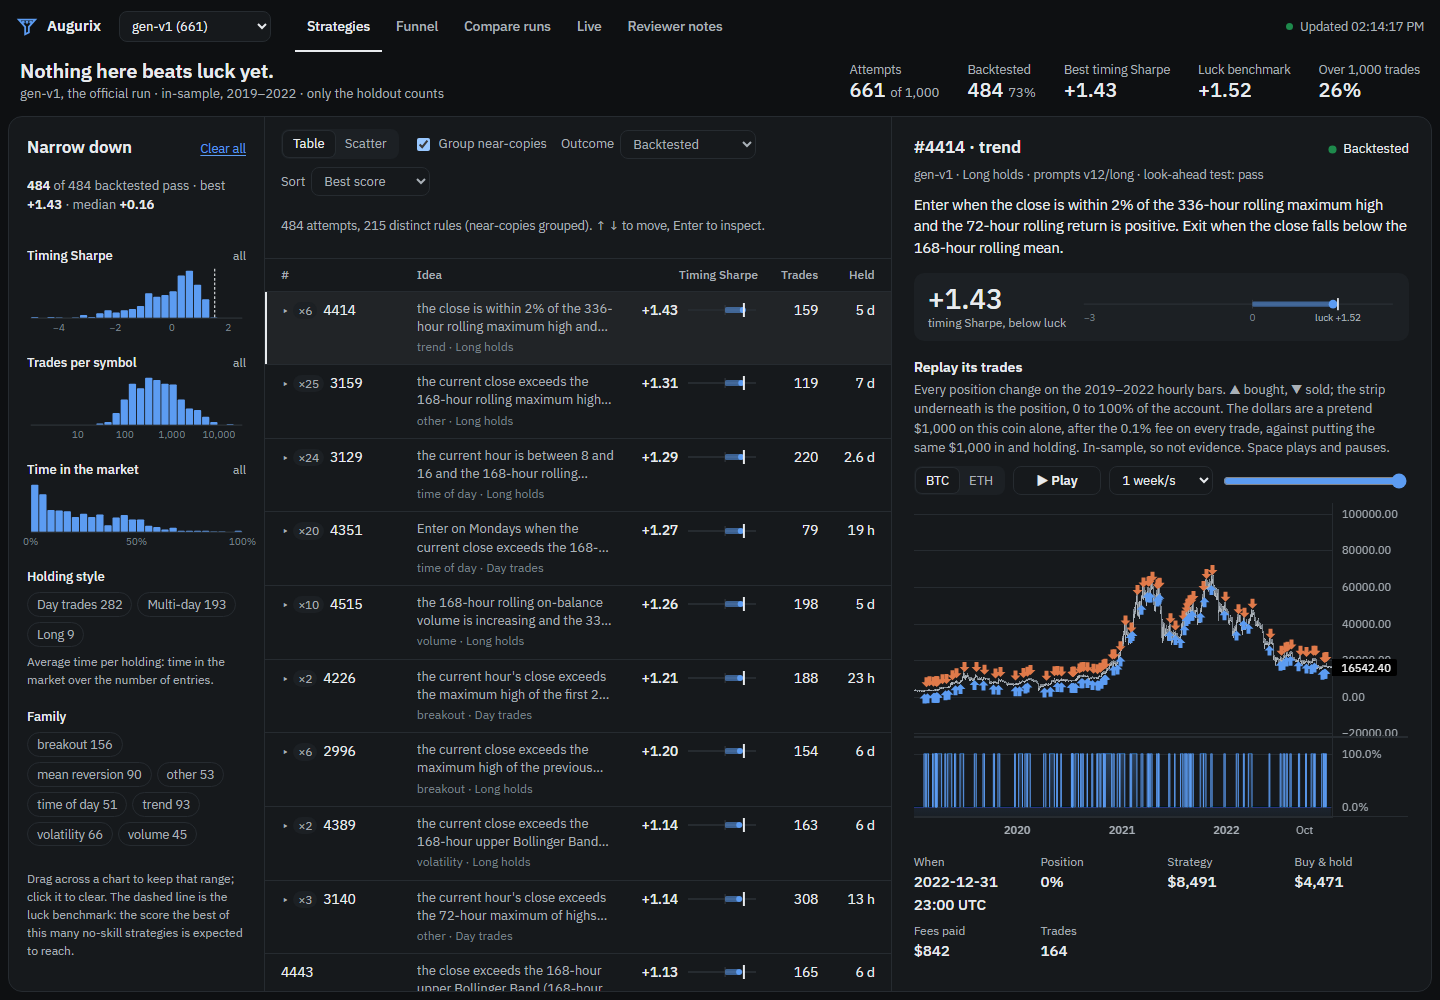 Augurix
gen-v1 (661)
Strategies
Funnel
Compare runs
Live
Reviewer notes
Updated 02:14:17 PM
Nothing here beats luck yet.
gen-v1, the official run · in-sample, 2019–2022 · only the holdout counts
Attempts
661 of 1,000
Backtested
484 73%
Best timing Sharpe
+1.43
Luck benchmark
+1.52
Over 1,000 trades
26%
Narrow down
Clear all
484 of 484 backtested pass · best
+1.43 · median +0.16
Timing Sharpe
all
−4 −2 0 2
Trades per symbol
all
10 100 1,000 10,000
Time in the market
all
0% 50% 100%
Holding style
Day trades 282
Multi-day 193
Long 9
Average time per holding: time in the
market over the number of entries.
Family
breakout 156
mean reversion 90
other 53
time of day 51
trend 93
volatility 66
volume 45
Drag across a chart to keep that range;
click it to clear. The dashed line is the
luck benchmark: the score the best of
this many no-skill strategies is expected
to reach.
Table
Scatter
Group near-copies
Outcome
Backtested
Sort
Best score
484 attempts, 215 distinct rules (near-copies grouped). ↑ ↓ to move, Enter to inspect.
# Idea Timing Sharpe Trades Held
▸ ×6 4414 the close is within 2% of the 336- +1.43 159 5 d
hour rolling maximum high and...
trend · Long holds
▸ ×25 3159 the current close exceeds the +1.31 119 7 d
168-hour rolling maximum high...
other · Long holds
▸ ×24 3129 the current hour is between 8 and +1.29 220 2.6 d
16 and the 168-hour rolling...
time of day · Long holds
▸ ×20 4351 Enter on Mondays when the +1.27 79 19 h
current close exceeds the 168-...
time of day · Day trades
▸ ×10 4515 the 168-hour rolling on-balance +1.26 198 5 d
volume is increasing and the 33...
volume · Long holds
▸ ×2 4226 the current hour's close exceeds +1.21 188 23 h
the maximum high of the first 2...
breakout · Day trades
▸ ×6 2996 the current close exceeds the +1.20 154 6 d
maximum high of the previous...
breakout · Long holds
▸ ×2 4389 the current close exceeds the +1.14 163 6 d
168-hour upper Bollinger Band...
volatility · Long holds
▸ ×3 3140 the current hour's close exceeds +1.14 308 13 h
the 72-hour maximum of highs...
other · Day trades
4443 the close exceeds the 168-hour +1.13 165 6 d
upper Bollinger Band (168-hour
#4414 · trend
Backtested
gen-v1 · Long holds · prompts v12/long · look-ahead test: pass
Enter when the close is within 2% of the 336-hour rolling maximum high
and the 72-hour rolling return is positive. Exit when the close falls below the
168-hour rolling mean.
+1.43
timing Sharpe, below luck
−3 0 luck +1.52
Replay its trades
Every position change on the 2019–2022 hourly bars. ▲ bought, ▼ sold; the strip
underneath is the position, 0 to 100% of the account. The dollars are a pretend
$1,000 on this coin alone, after the 0.1% fee on every trade, against putting the
same $1,000 in and holding. In-sample, so not evidence. Space plays and pauses.
BTC
ETH
▶ Play
1 week/s
100000.00
80000.00
60000.00
40000.00
20000.00
16542.40
0.00
−20000.00
100.0%
0.0%
2020 2021 2022 Oct
When
2022-12-31
23:00 UTC
Position
0%
Strategy
$8,491
Buy & hold
$4,471
Fees paid
$842
Trades
164